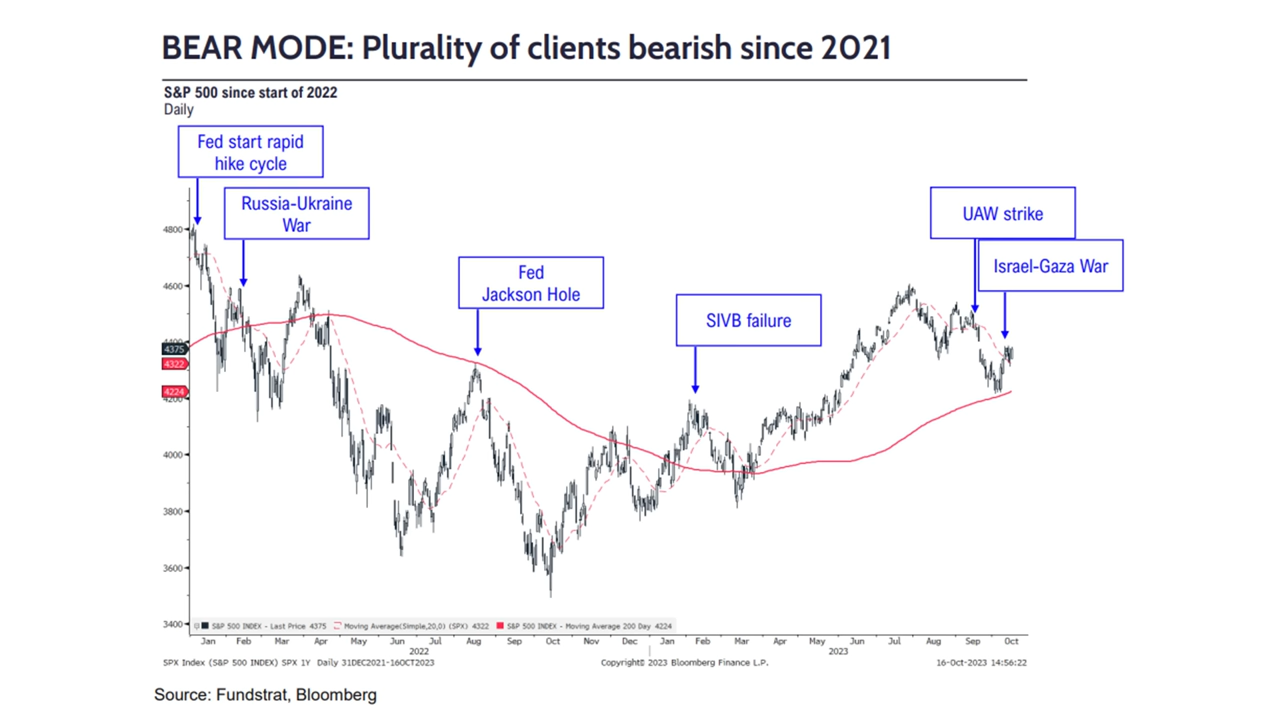 BEAR MODE: Plurality of clients bearish since 2021
S&P 500 since start of 2022
Daily
Fed start rapid
hike cycle
Russia-Ukraine
War
Fed
Jackson Hole
SIVB failure
UAW strike
Israel-Gaza War
4800
4600
4400
4375
4322
4224
4200
4000
3800
3600
3400
S&P 500 INDEX - Last Price 4375 Moving Average(Simple,20,0) (SPX) 4322 S&P 500 INDEX - Moving Average 200 Day 4224
Jan Feb Mar Apr May Jun Jul Aug Sep Oct Nov Dec Jan Feb Mar Apr May Jun Jul Aug Sep Oct
2022 2023
SPX Index (S&P 500 INDEX) SPX 1Y Daily 31DEC2021-16OCT2023 Copyright© 2023 Bloomberg Finance L.P. 16-Oct-2023 14:56:22
Source: Fundstrat, Bloomberg